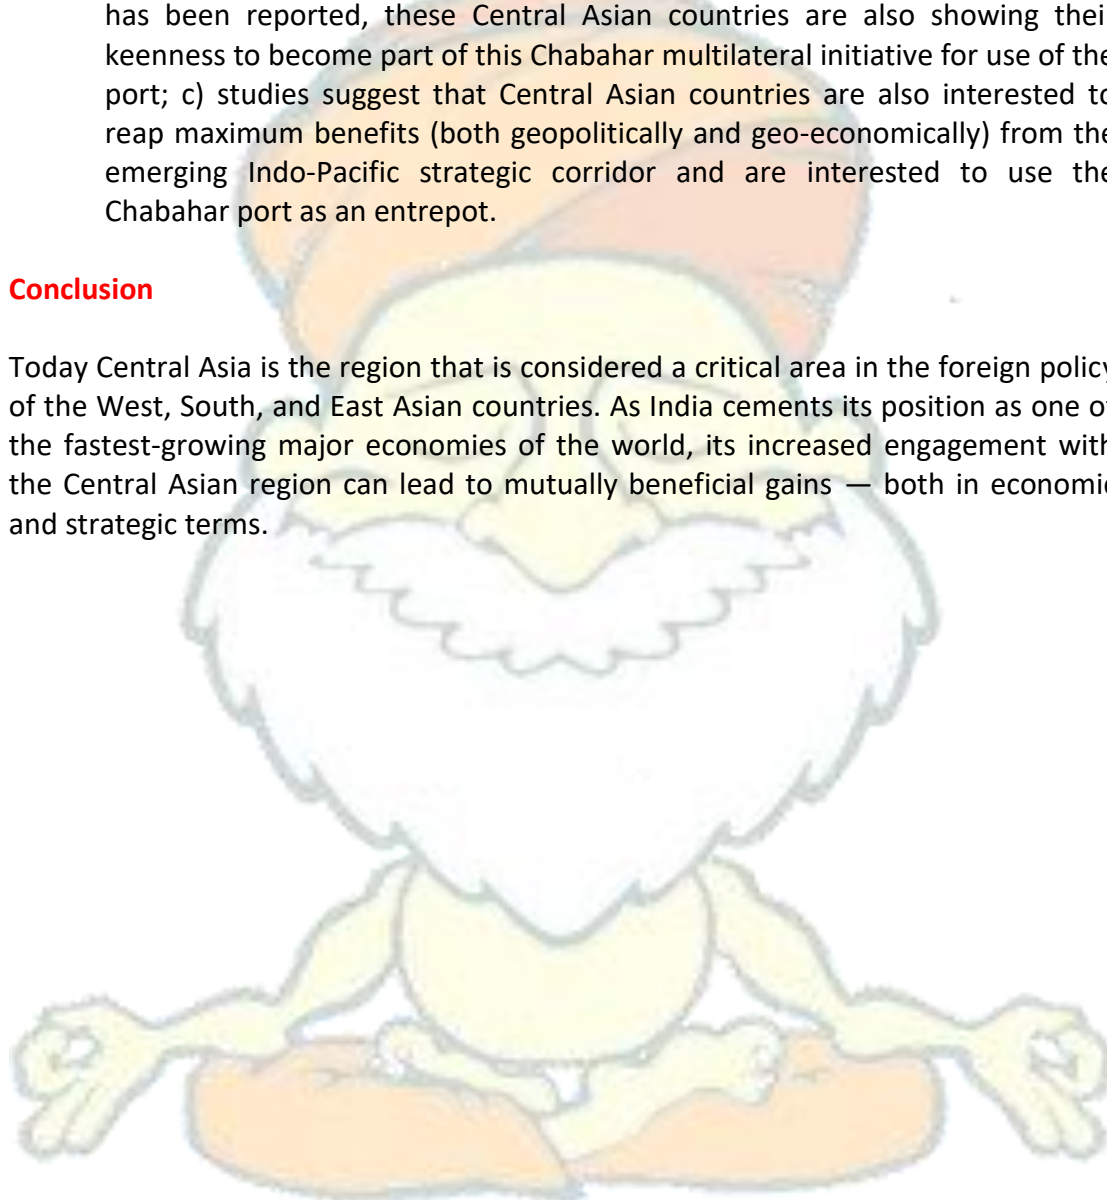 has been reported, these Central Asian countries are also showing thei
keenness to become part of this Chabahar multilateral initiative for use of the
port; c) studies suggest that Central Asian countries are also interested to
reap maximum benefits (both geopolitically and geo-economically) from the
emerging Indo-Pacific strategic corridor and are interested to use the
Chabahar port as an entrepot.
Conclusion
Today Central Asia is the region that is considered a critical area in the foreign policy
of the West, South, and East Asian countries. As India cements its position as one of
the fastest-growing major economies of the world, its increased engagement with
the Central Asian region can lead to mutually beneficial gains — both in economic
and strategic terms.